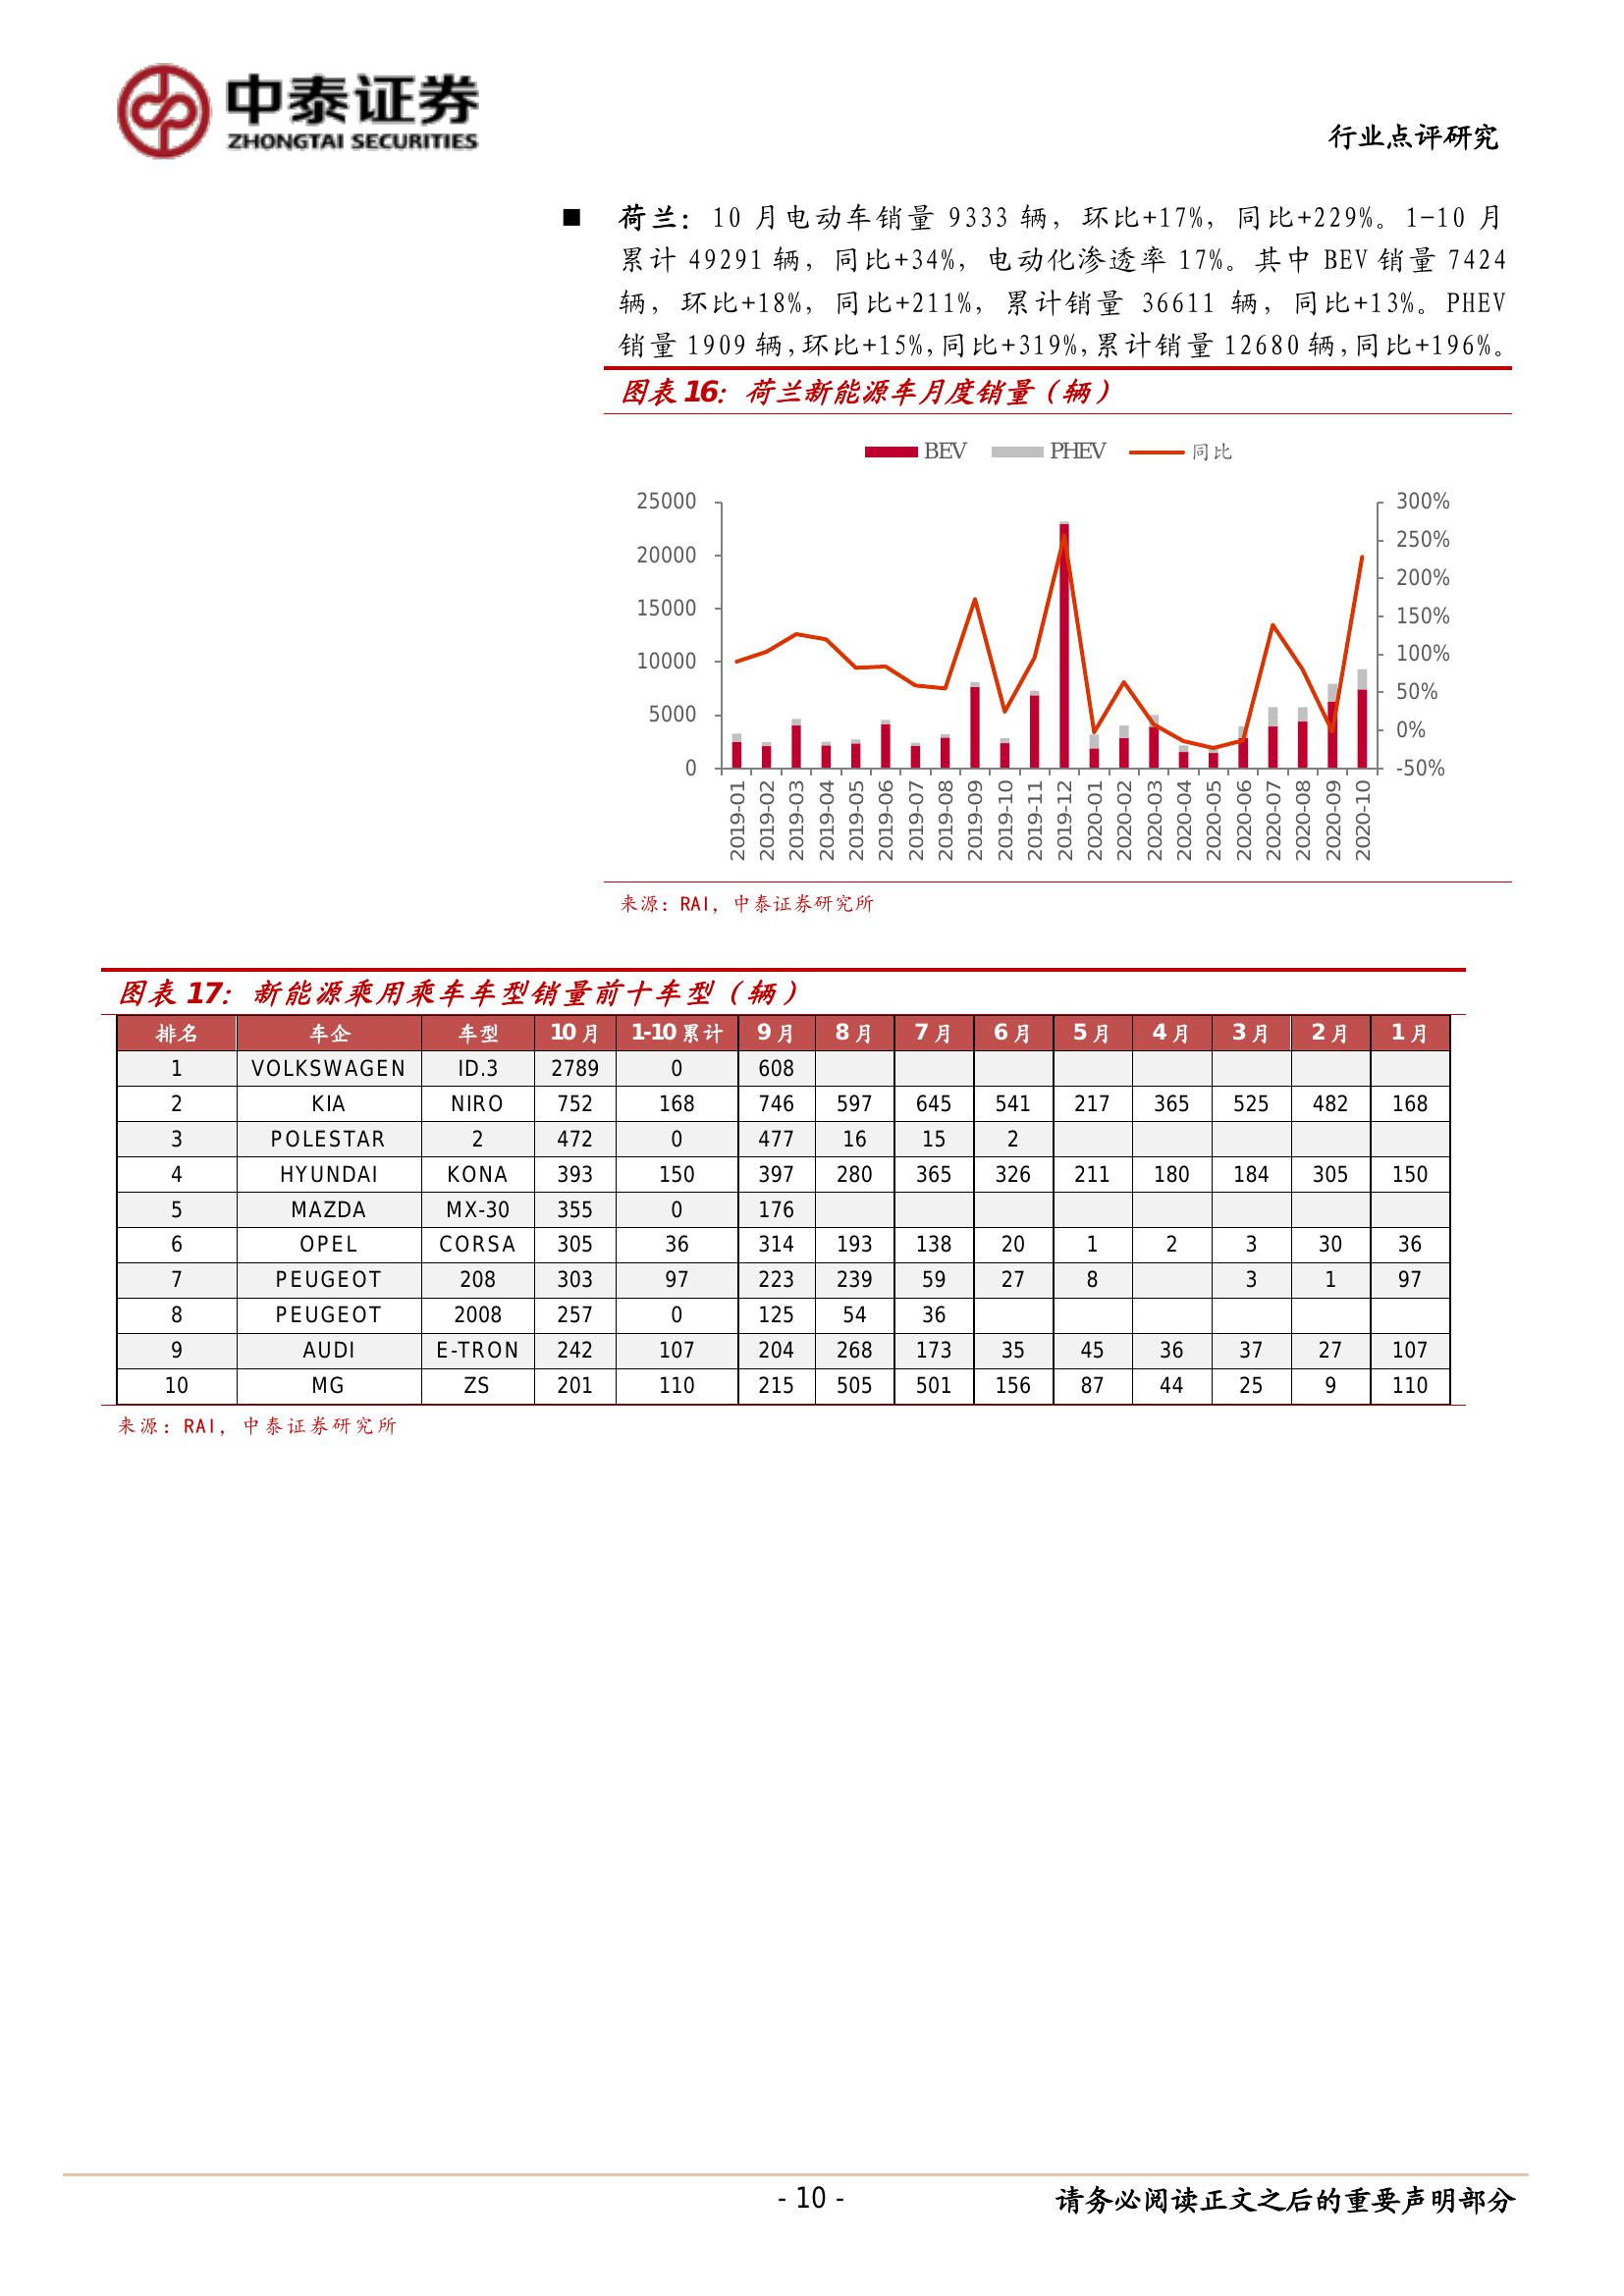 中泰证券
ZHONGTAI SECURITIES
行业点评研究
■ 荷兰：10 月电动车销量 9333 辆，环比+17%，同比+229%。1-10 月
累计 49291 辆，同比+34%，电动化渗透率 17%。其中 BEV 销量 7424
辆，环比+18%，同比+211%，累计销量 36611 辆，同比+13%。PHEV
销量 1909 辆，环比+15%，同比+319%，累计销量 12680 辆，同比+196%。
图表 16：荷兰新能源车月度销量（辆）
BEV PHEV 同比
25000 300%
20000 250%
15000 200%
10000 150%
5000 100%
0 50%
0%
-50%
2019-01 2019-02 2019-03 2019-04 2019-05 2019-06 2019-07 2019-08 2019-09 2019-10 2019-11 2019-12 2020-01 2020-02 2020-03 2020-04 2020-05 2020-06 2020-07 2020-08 2020-09 2020-10
来源：RAI，中泰证券研究所
图表 17：新能源乘用乘车车型销量前十车型（辆）
排名 车企 车型 10 月 1-10 累计 9 月 8 月 7 月 6 月 5 月 4 月 3 月 2 月 1 月
1 VOLKSWAGEN ID.3 2789 0 608
2 KIA NIRO 752 168 746 597 645 541 217 365 525 482 168
3 POLESTAR 2 472 0 477 16 15 2
4 HYUNDAI KONA 393 150 397 280 365 326 211 180 184 305 150
5 MAZDA MX-30 355 0 176
6 OPEL CORSA 305 36 314 193 138 20 1 2 3 30 36
7 PEUGEOT 208 303 97 223 239 59 27 8 3 1 97
8 PEUGEOT 2008 257 0 125 54 36
9 AUDI E-TRON 242 107 204 268 173 35 45 36 37 27 107
10 MG ZS 201 110 215 505 501 156 87 44 25 9 110
来源：RAI，中泰证券研究所
- 10 -
请务必阅读正文之后的重要声明部分